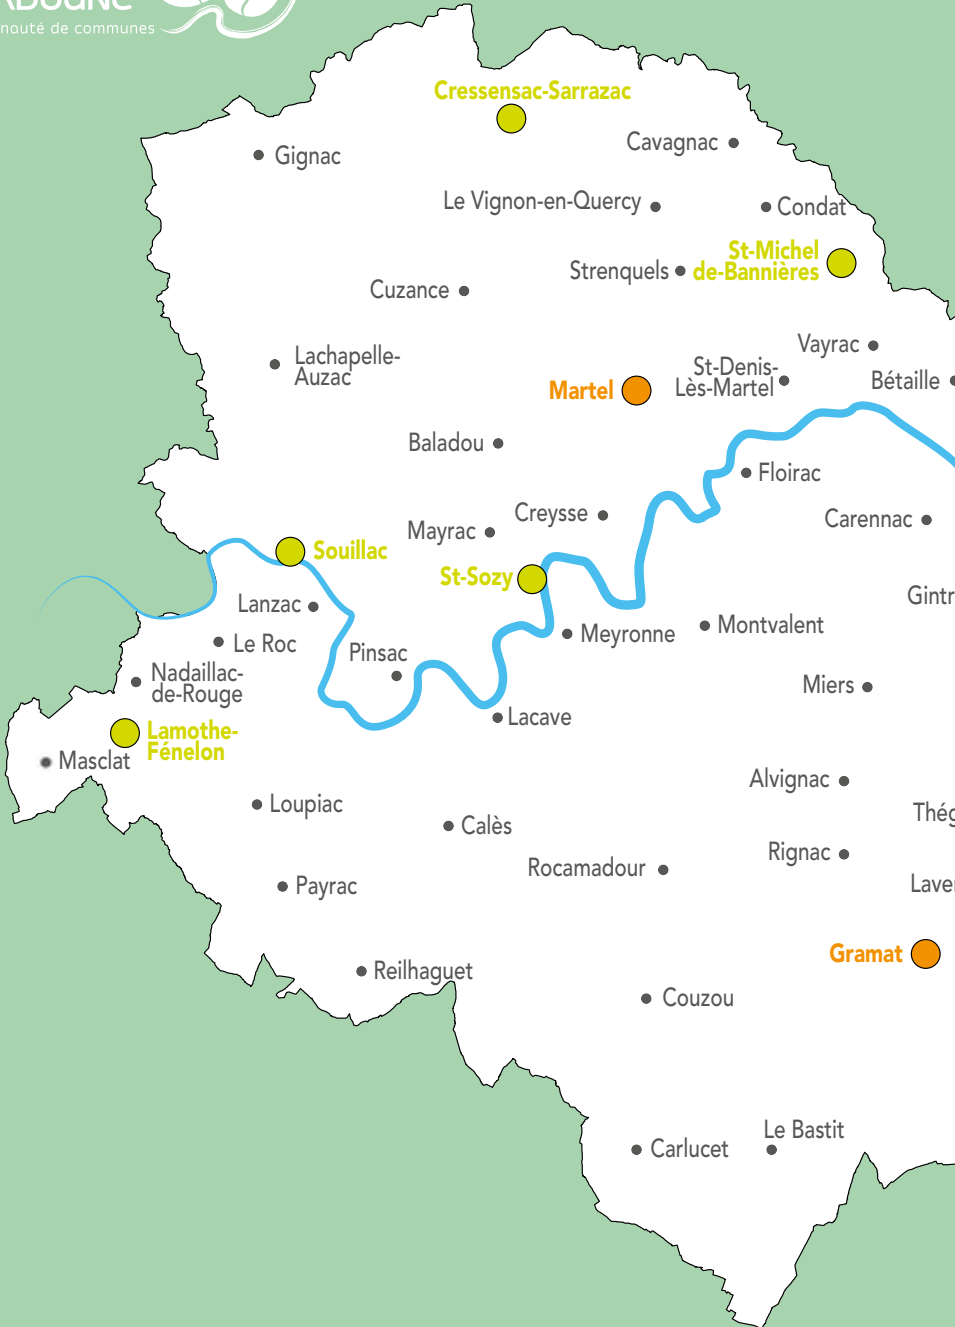 Cressensac-Sarrazac
Cavagnac
Gignac
Le Vignon-en-Quercy
Condat
St-Michel
de-Bannières
Strenquels
Cuzance
Vayrac
Lachapelle-
Auzac
St-Denis-
Lès-Martel
Bétaille
Martel
Baladou
Floirac
Creysse
Carennac
Mayrac
Souillac
St-Sozy
Gintr
Lanzac
Montvalent
Meyronne
Le Roc
Pinsac
Nadaillac-
de-Rouge
Miers
Lacave
Lamothe-
Fénelon
Masclat
Alvignac
Loupiac
Thég
Calès
Rignac
Rocamadour
Laver
Payrac
Gramat
Reilhaguet
Couzou
Le Bastit
Carlucet